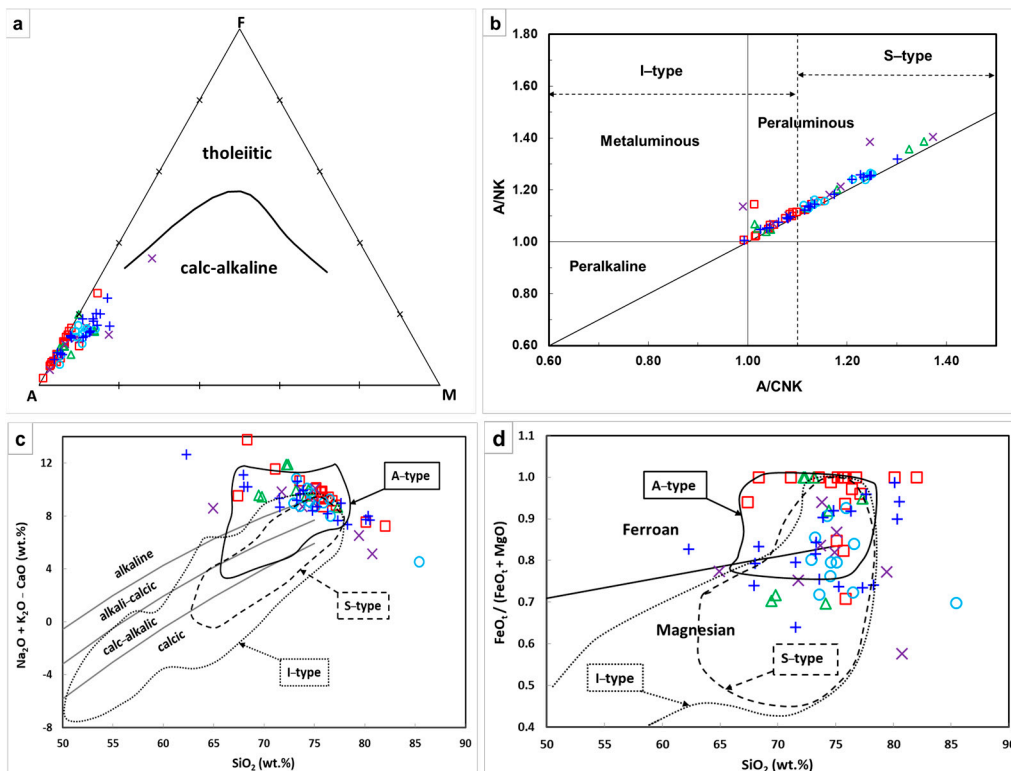 a
F
tholeiitic
calc-alkaline
A
M
b
1.80
1.60
1.40
1.20
1.00
0.80
0.60
A/NK
I–type
S–type
Metaluminous
Peraluminous
Peralkaline
0.60
0.80
1.00
1.20
1.40
A/CNK
c
12
8
4
0
-4
-8
Na2O + K2O – CaO (wt.%)
A–type
alkaline
alkali-calcic
calc-alkalic
calcic
S–type
I–type
50
55
60
65
70
75
80
85
90
SiO2 (wt.%)
d
1.1
1.0
0.9
0.8
0.7
0.6
0.5
0.4
FeOt / (FeOt + MgO)
A–type
Ferroan
Magnesian
S–type
I–type
50
55
60
65
70
75
80
85
90
SiO2 (wt.%)